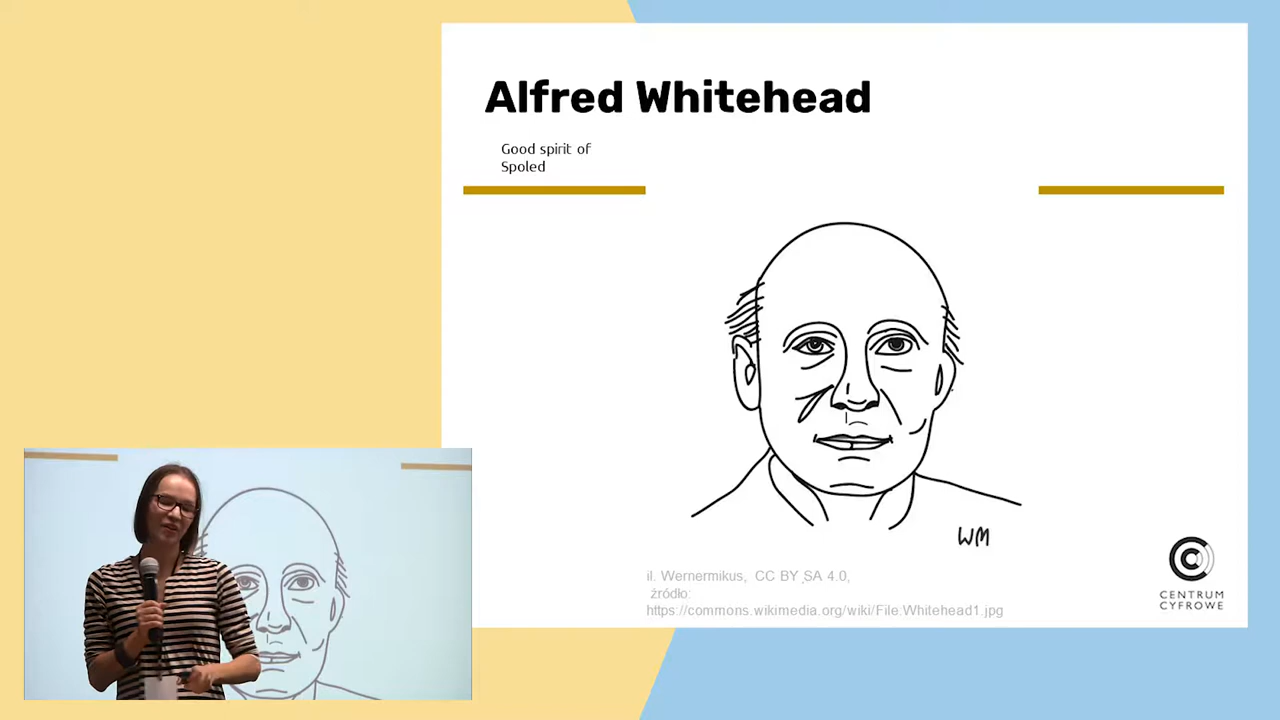 Alfred Whitehead
Good spirit of
Spoled
WM
il. Wernermikus, CC BY SA 4.0,
źródło:
https://commons.wikimedia.org/wiki/File:Whitehead1.jpg
CENTRUM
CYFROWE